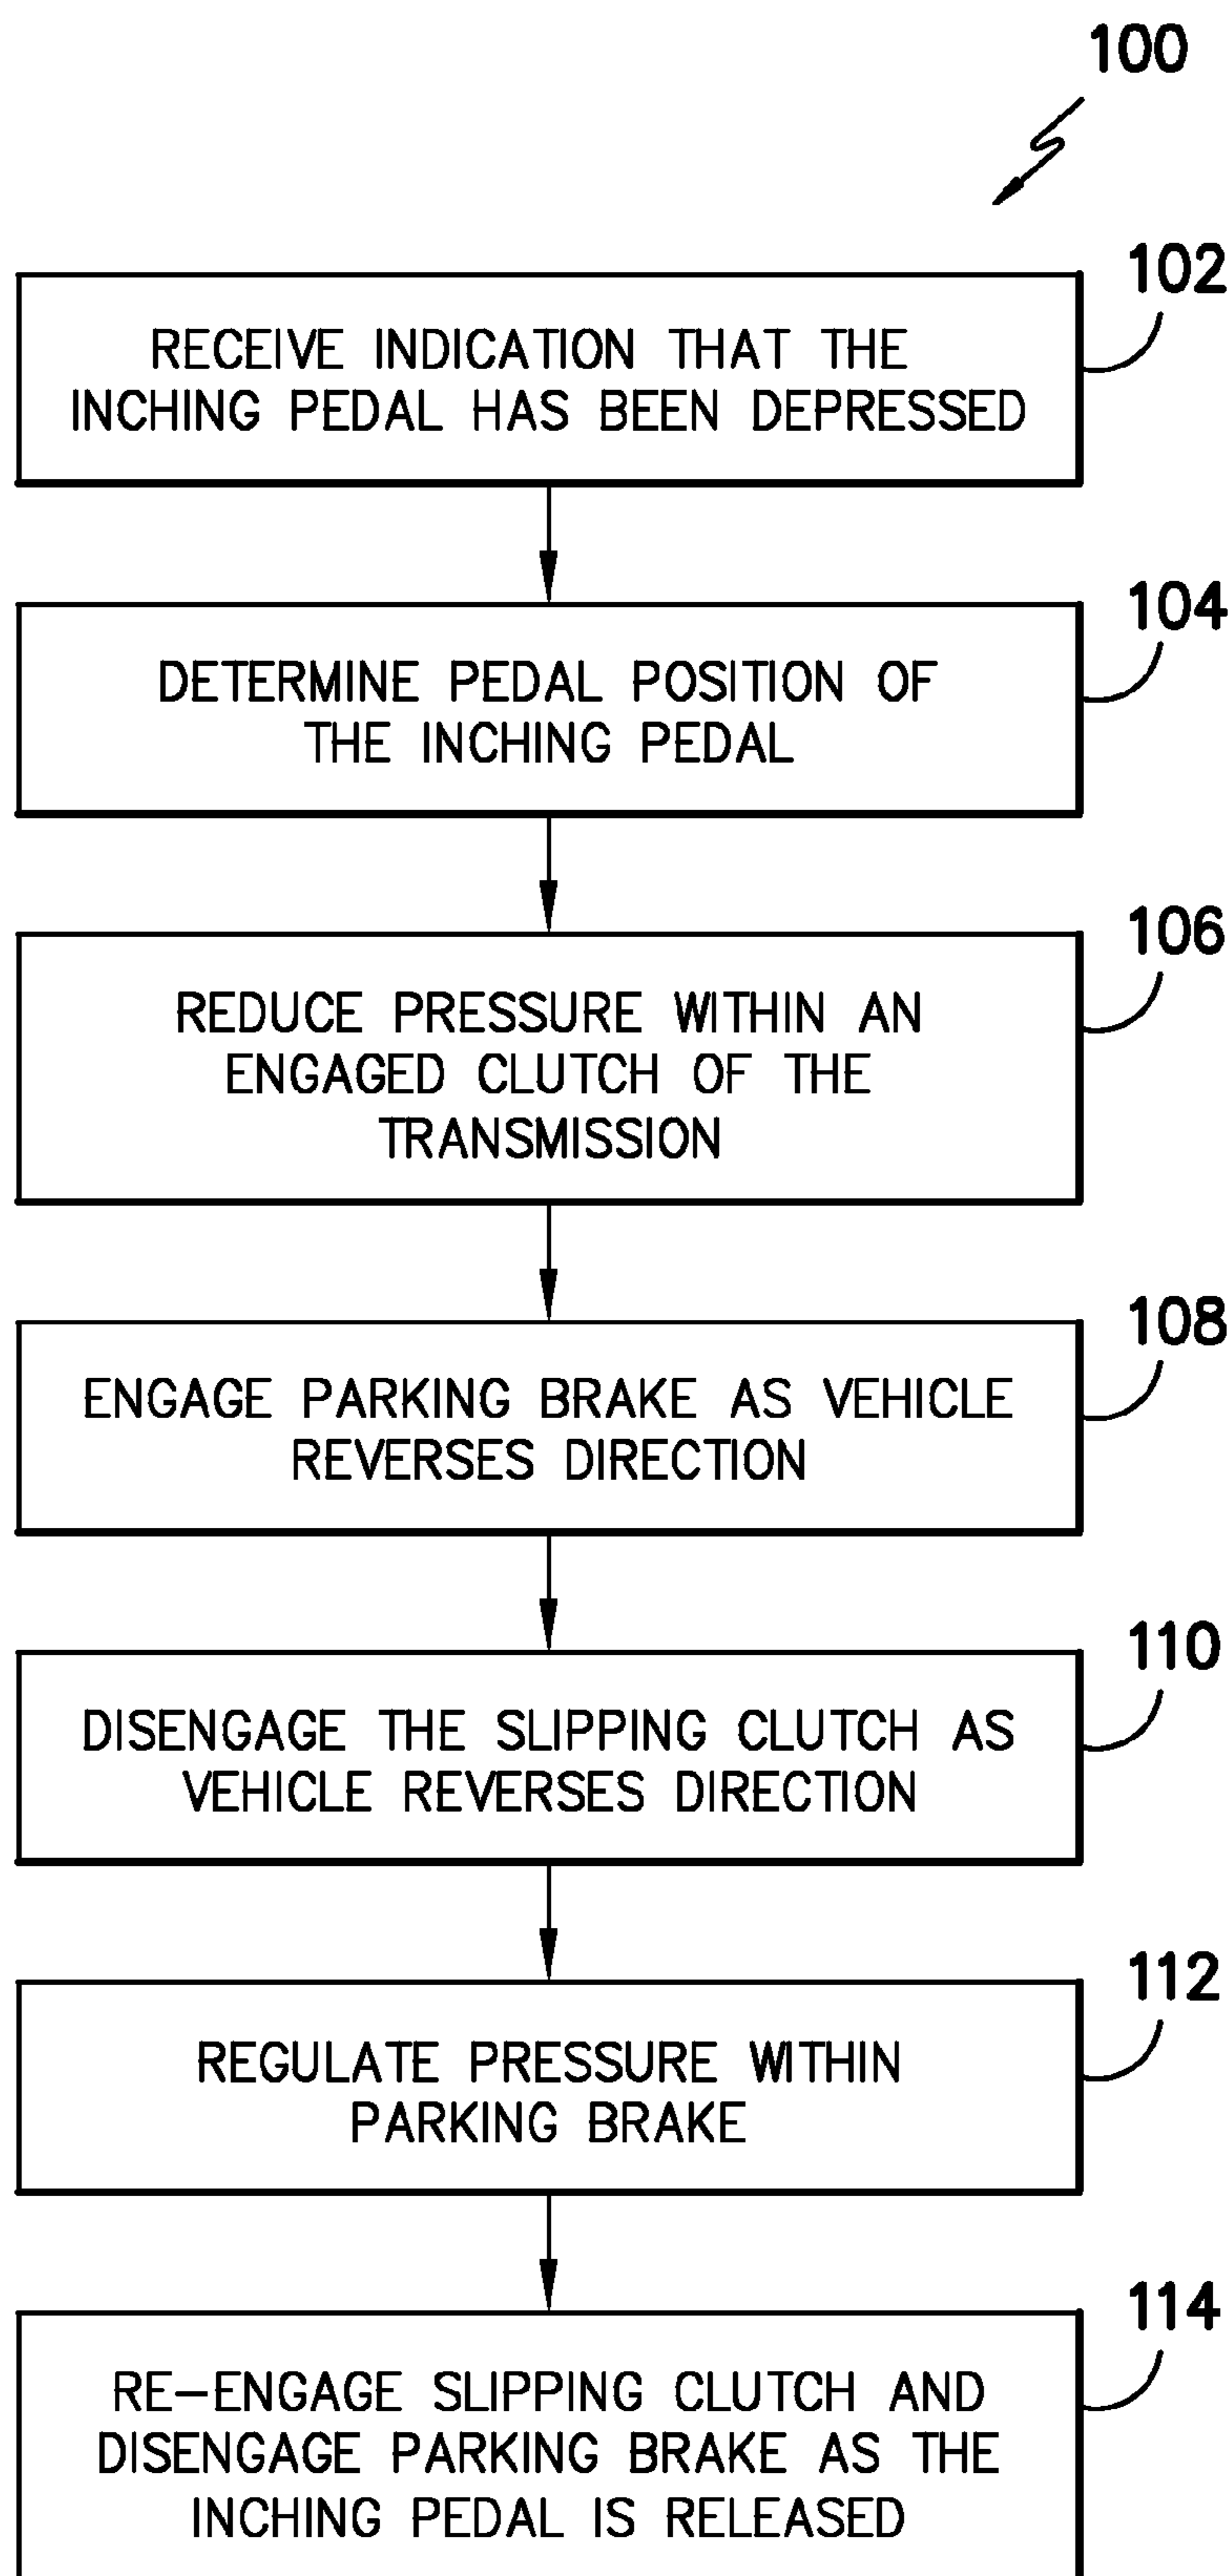 100
102
RECEIVE INDICATION THAT THE
INCHING PEDAL HAS BEEN DEPRESSED
104
DETERMINE PEDAL POSITION OF
THE INCHING PEDAL
106
REDUCE PRESSURE WITHIN AN
ENGAGED CLUTCH OF THE
TRANSMISSION
108
ENGAGE PARKING BRAKE AS VEHICLE
REVERSES DIRECTION
110
DISENGAGE THE SLIPPING CLUTCH AS
VEHICLE REVERSES DIRECTION
112
REGULATE PRESSURE WITHIN
PARKING BRAKE
114
RE-ENGAGE SLIPPING CLUTCH AND
DISENGAGE PARKING BRAKE AS THE
INCHING PEDAL IS RELEASED